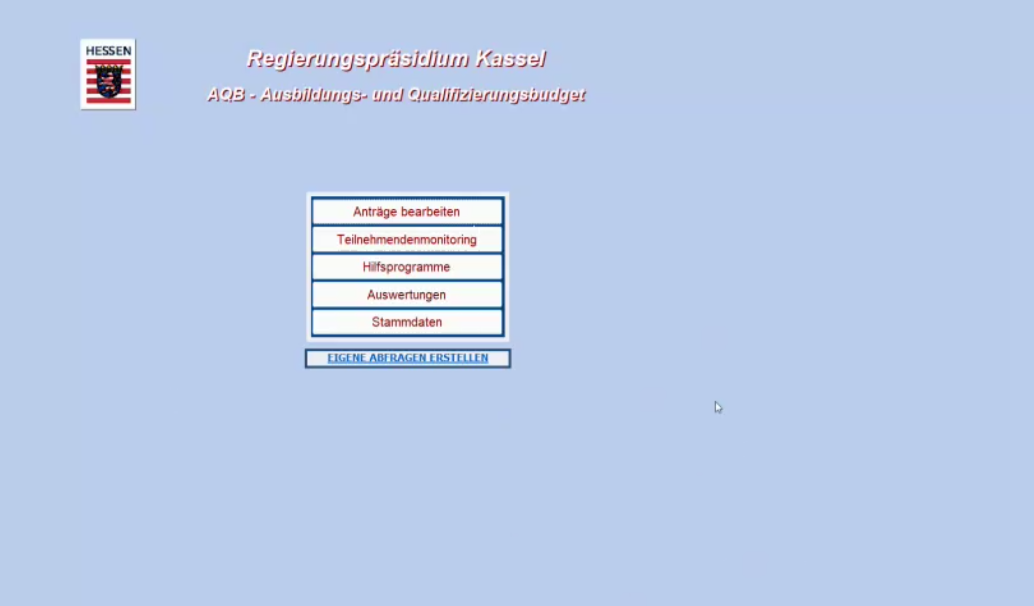 HESSEN
Regierungspräsidium Kassel
AQB - Ausbildungs- und Qualifizierungsbudget
Anträge bearbeiten
Teilnehmendenmonitoring
Hilfsprogramme
Auswertungen
Stammdaten
EIGENE ABFRAGEN ERSTELLEN